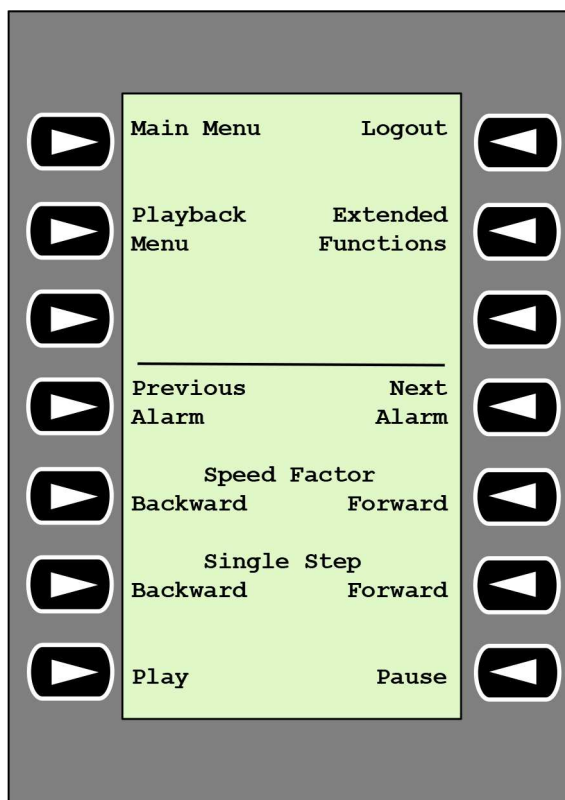 Main Menu Logout
Playback Extended
Menu Functions
Previous Next
Alarm Alarm
Speed Factor
Backward Forward
Single Step
Backward Forward
Play Pause